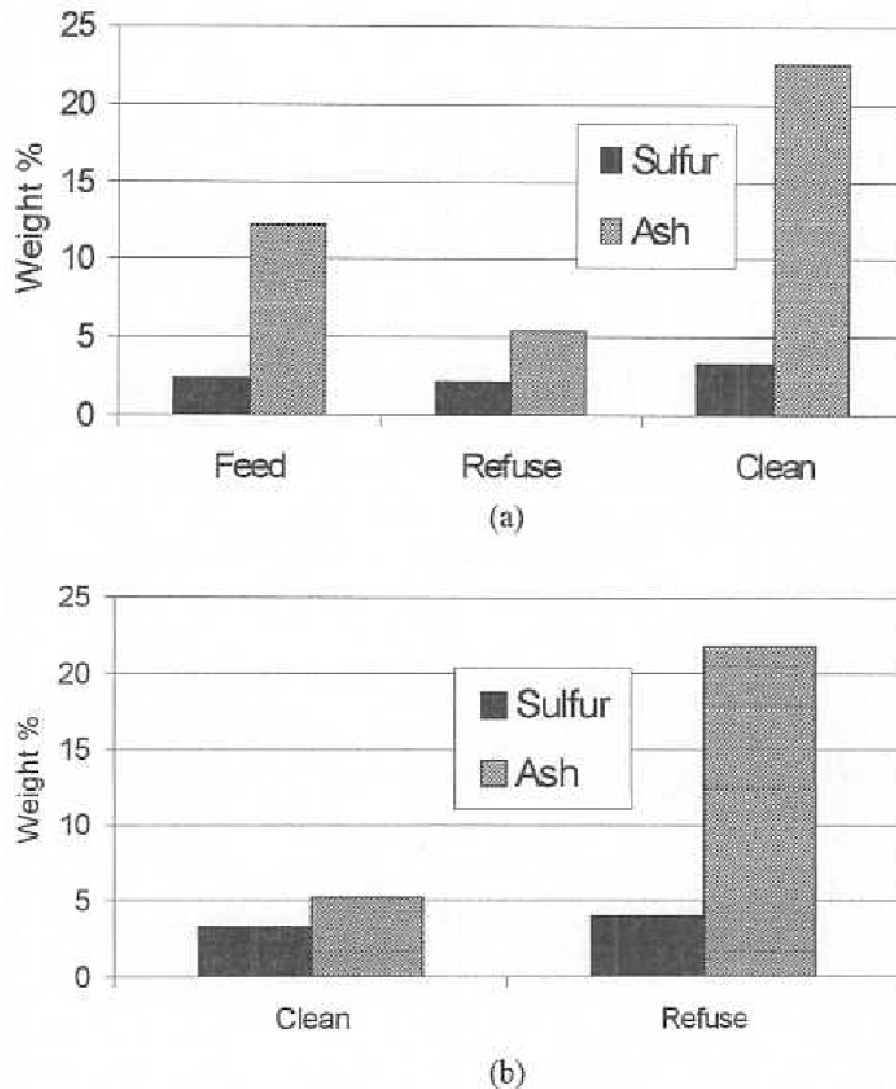 25
20
15
10
5
0
Weight %
Sulfur
Ash
Feed Refuse Clean
(a)
25
20
15
10
5
0
Weight %
Sulfur
Ash
Clean Refuse
(b)